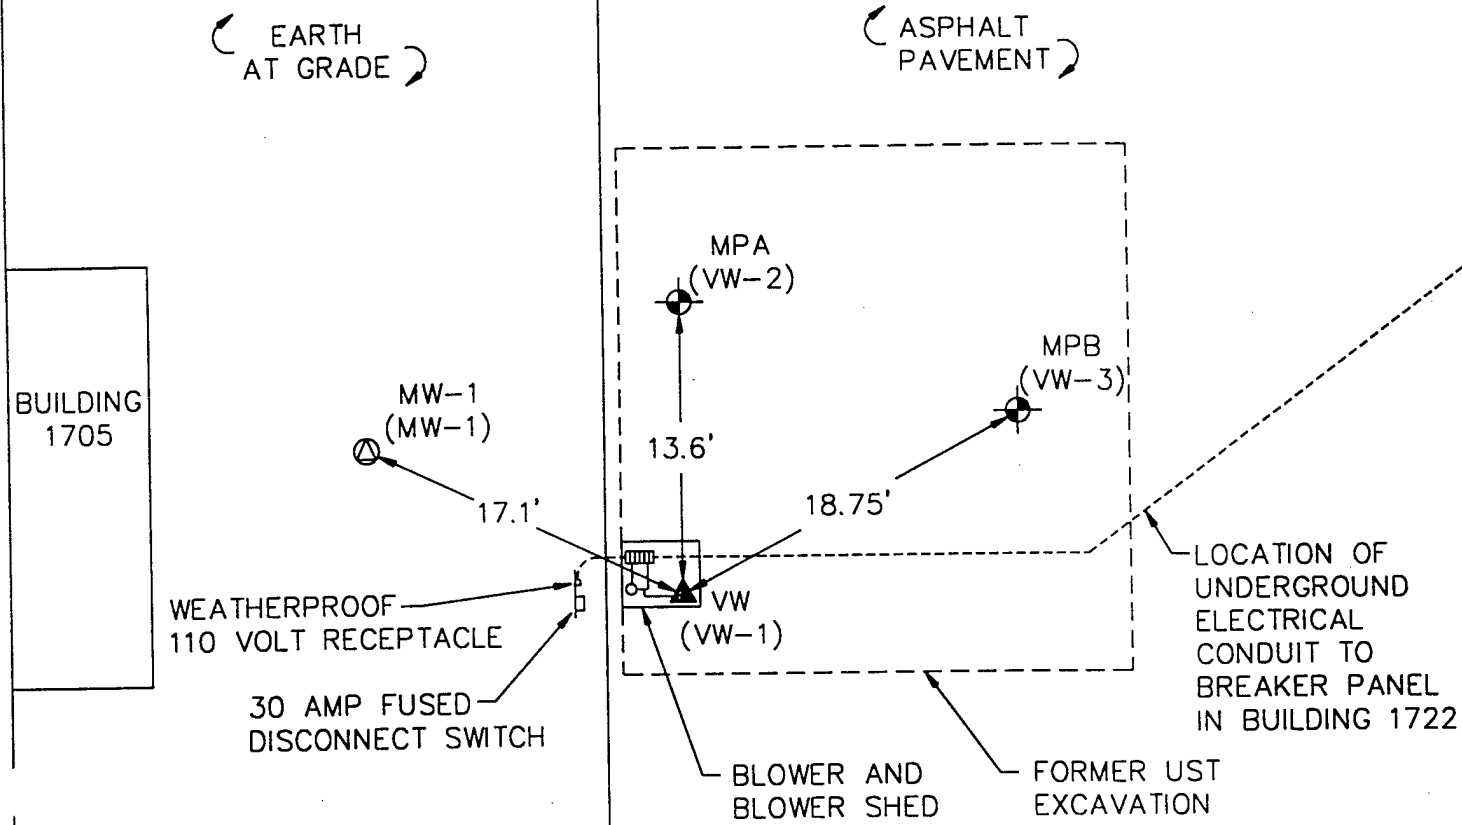 EARTH
AT GRADE
ASPHALT
PAVEMENT
MPA
(VW-2)
MPB
(VW-3)
BUILDING
1705
MW-1
(MW-1)
13.6'
17.1'
18.75'
VW
(VW-1)
WEATHERPROOF
110 VOLT RECEPTACLE
30 AMP FUSED
DISCONNECT SWITCH
LOCATION OF
UNDERGROUND
ELECTRICAL
CONDUIT TO
BREAKER PANEL
IN BUILDING 1722
BLOWER AND
BLOWER SHED
FORMER UST
EXCAVATION